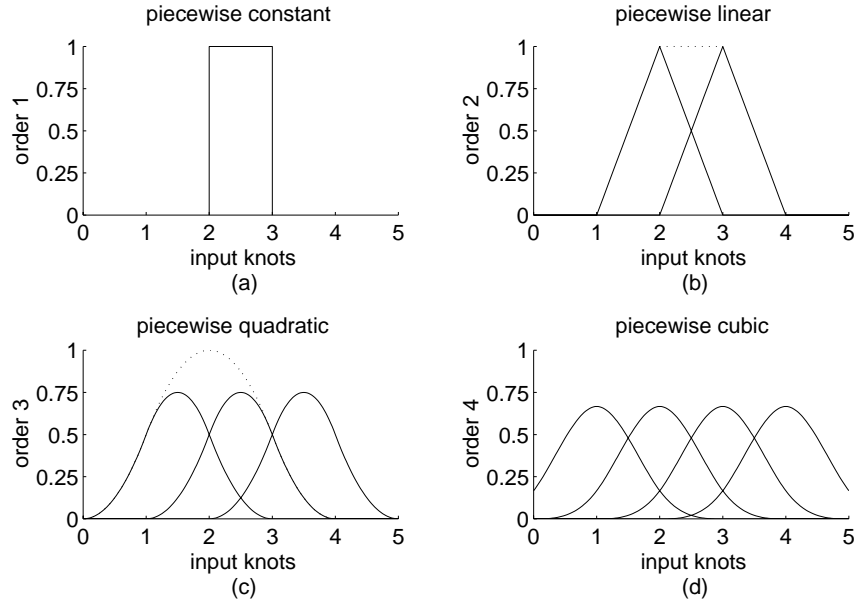 piecewise constant
order 1
1
0.75
0.5
0.25
0
0 1 2 3 4 5
input knots
(a)
piecewise linear
order 2
1
0.75
0.5
0.25
0
0 1 2 3 4 5
input knots
(b)
piecewise quadratic
order 3
1
0.75
0.5
0.25
0
0 1 2 3 4 5
input knots
(c)
piecewise cubic
order 4
1
0.75
0.5
0.25
0
0 1 2 3 4 5
input knots
(d)